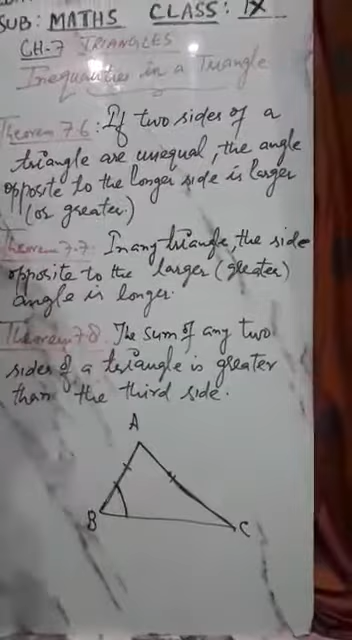 SUB: MATHS CLASS: IX
CH-7 TRIANGLES
Inequalities in a Triangle
Theorem 7.6: If two sides of a
triangle are unequal, the angle
opposite to the longer side is larger
(or greater)
Theorem 7.7: In any triangle, the side
opposite to the larger (greater)
angle is longer.
Theorem 7.8. The sum of any two
sides of a triangle is greater
than the third side.
A
B
C